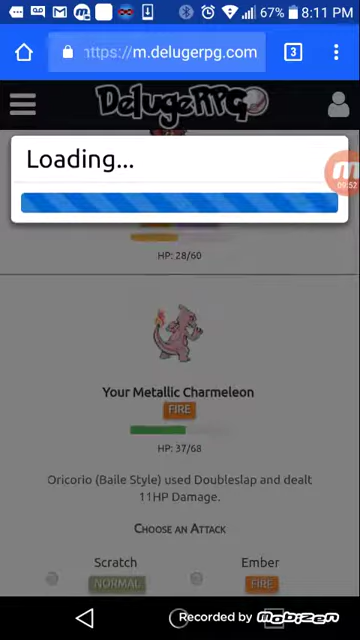 67% 8:11 PM
https://m.delugerpg.com
3
DelugeRPG
Loading...
09:52
HP: 28/60
Your Metallic Charmeleon
FIRE
HP: 37/68
Oricorio (Baile Style) used Doubleslap and dealt
11HP Damage.
Choose an Attack
Scratch Ember
NORMAL FIRE
Recorded by Mobizen